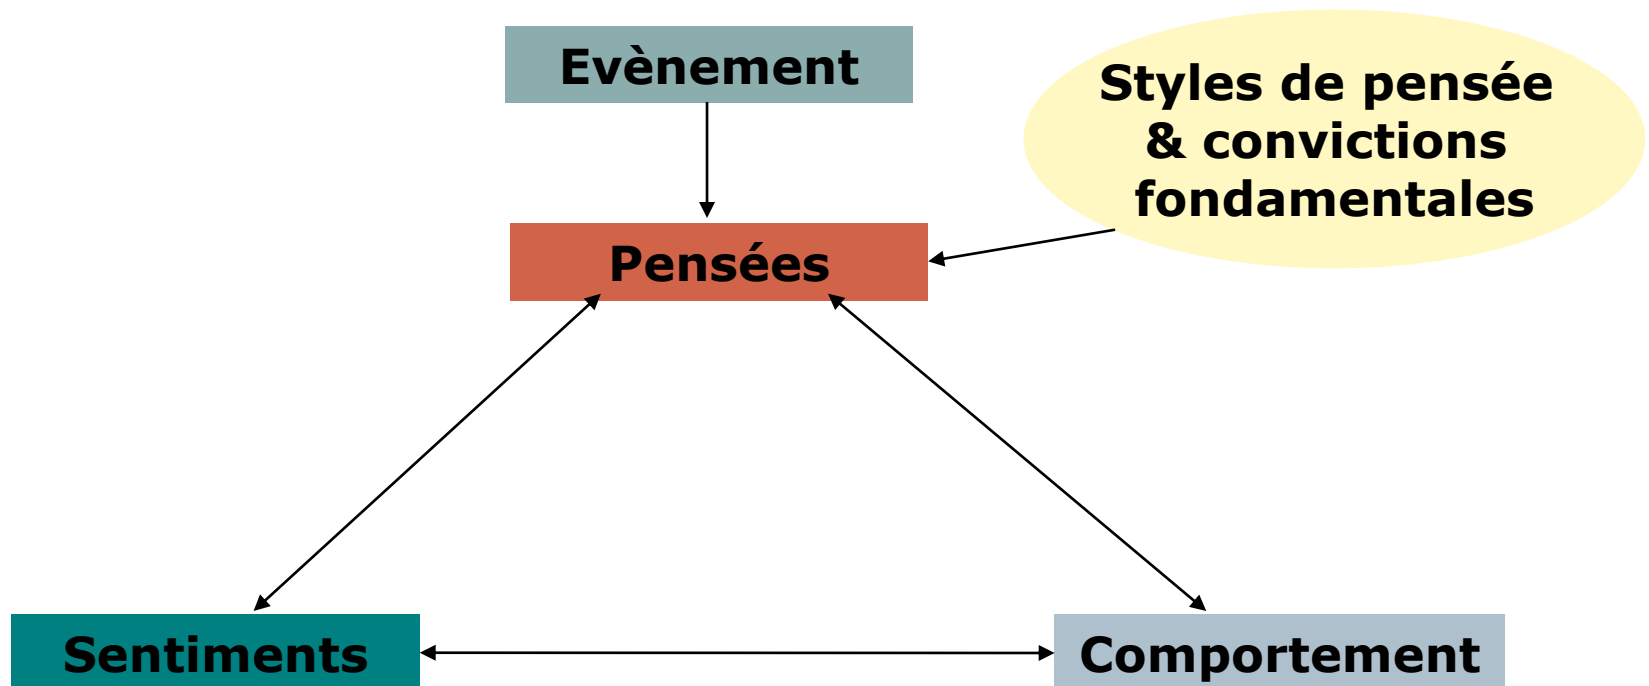 Evènement
Styles de pensée
& convictions
fondamentales
Pensées
Sentiments
Comportement